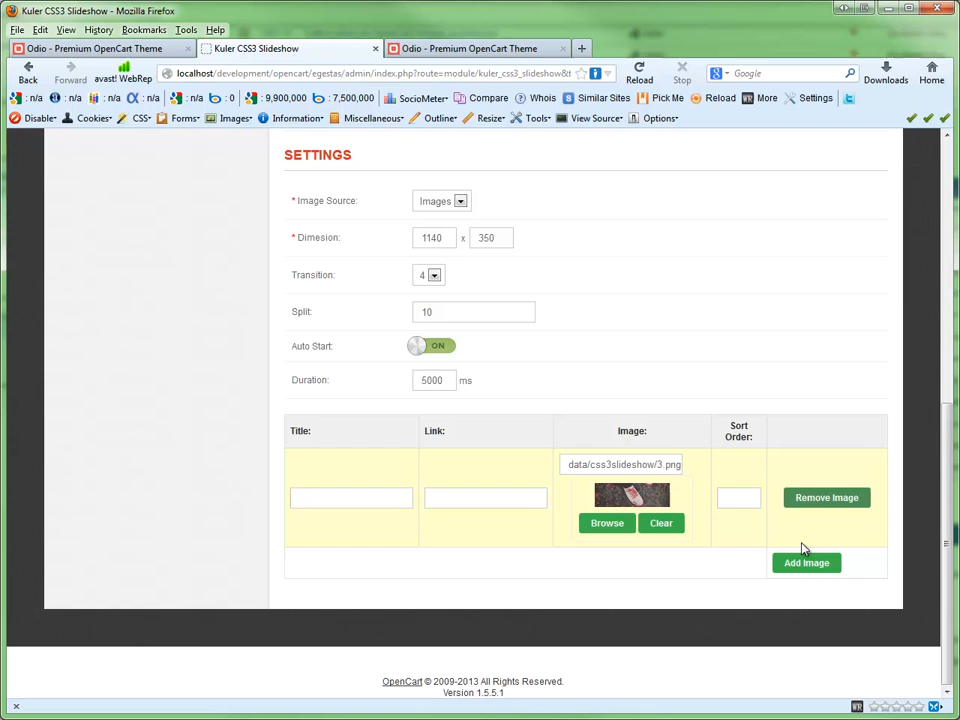 Kuler CSS3 Slideshow - Mozilla Firefox
File Edit View History Bookmarks Tools Help
Odio - Premium OpenCart Theme × Kuler CSS3 Slideshow × Odio - Premium OpenCart Theme × +
Back Forward avast! WebRep localhost/development/opencart/egestas/admin/index.php?route=module/kuler_css3_slideshow&t Reload Stop Google Downloads Home
: n/a : n/a : n/a : n/a : n/a : 0 : 9,900,000 : 7,500,000 SocioMeter Compare Whois Similar Sites Pick Me Reload More Settings
Disable Cookies CSS Forms Images Information Miscellaneous Outline Resize Tools View Source Options
SETTINGS
* Image Source: Images
* Dimesion: 1140 x 350
Transition: 4
Split: 10
Auto Start: ON
Duration: 5000 ms
Title: Link: Image: Sort Order:
data/css3slideshow/3.png
Remove Image
Browse Clear
Add Image
OpenCart © 2009-2013 All Rights Reserved.
Version 1.5.5.1
× WR